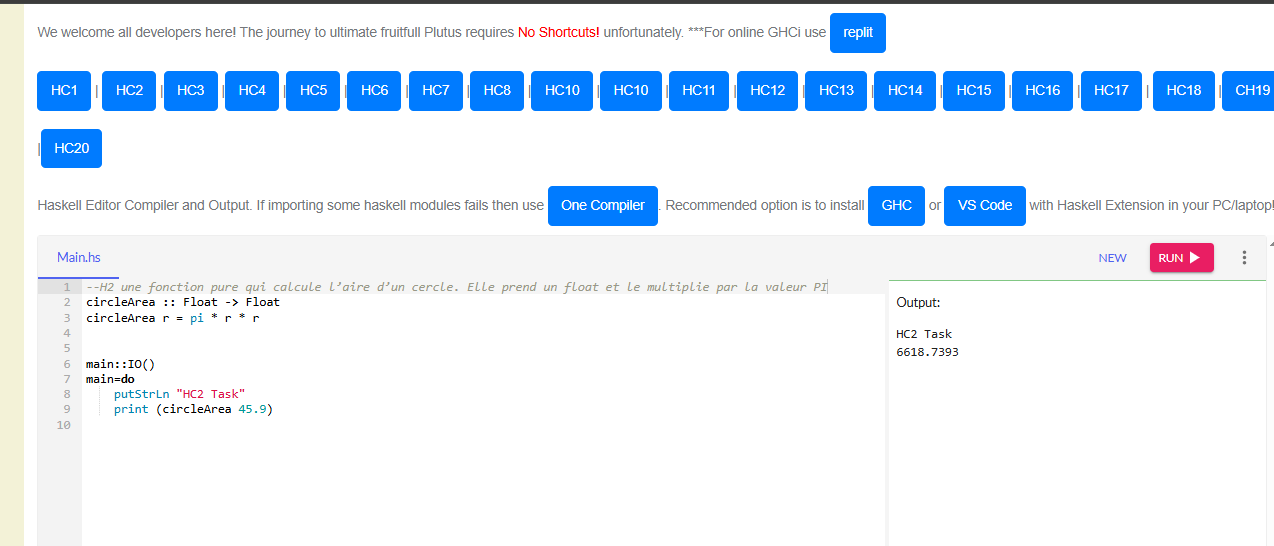 We welcome all developers here! The journey to ultimate fruitfull Plutus requires No Shortcuts! unfortunately. ***For online GHCi use replit
HC1 | HC2 | HC3 | HC4 | HC5 | HC6 | HC7 | HC8 | HC10 | HC10 | HC11 | HC12 | HC13 | HC14 | HC15 | HC16 | HC17 | HC18 | CH19
| HC20
Haskell Editor Compiler and Output. If importing some haskell modules fails then use One Compiler. Recommended option is to install GHC or VS Code with Haskell Extension in your PC/laptop!
Main.hs NEW RUN
1 --H2 une fonction pure qui calcule l’aire d’un cercle. Elle prend un float et le multiplie par la valeur PI
2 circleArea :: Float -> Float
3 circleArea r = pi * r * r
4
5
6 main::IO()
7 main=do
8 putStrLn "HC2 Task"
9 print (circleArea 45.9)
10
Output:
HC2 Task
6618.7393